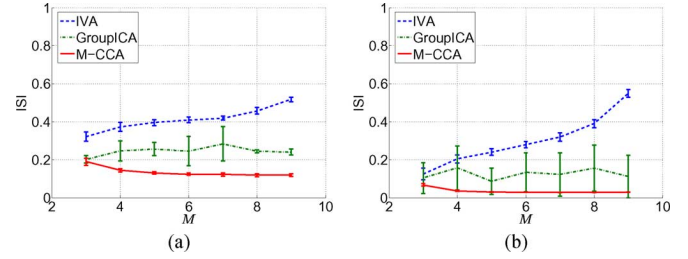 1
0.8
0.6
0.4
0.2
0
ISI
IVA
GroupICA
M-CCA
2 4 6 8 10
M
(a)
1
0.8
0.6
0.4
0.2
0
ISI
IVA
GroupICA
M-CCA
2 4 6 8 10
M
(b)